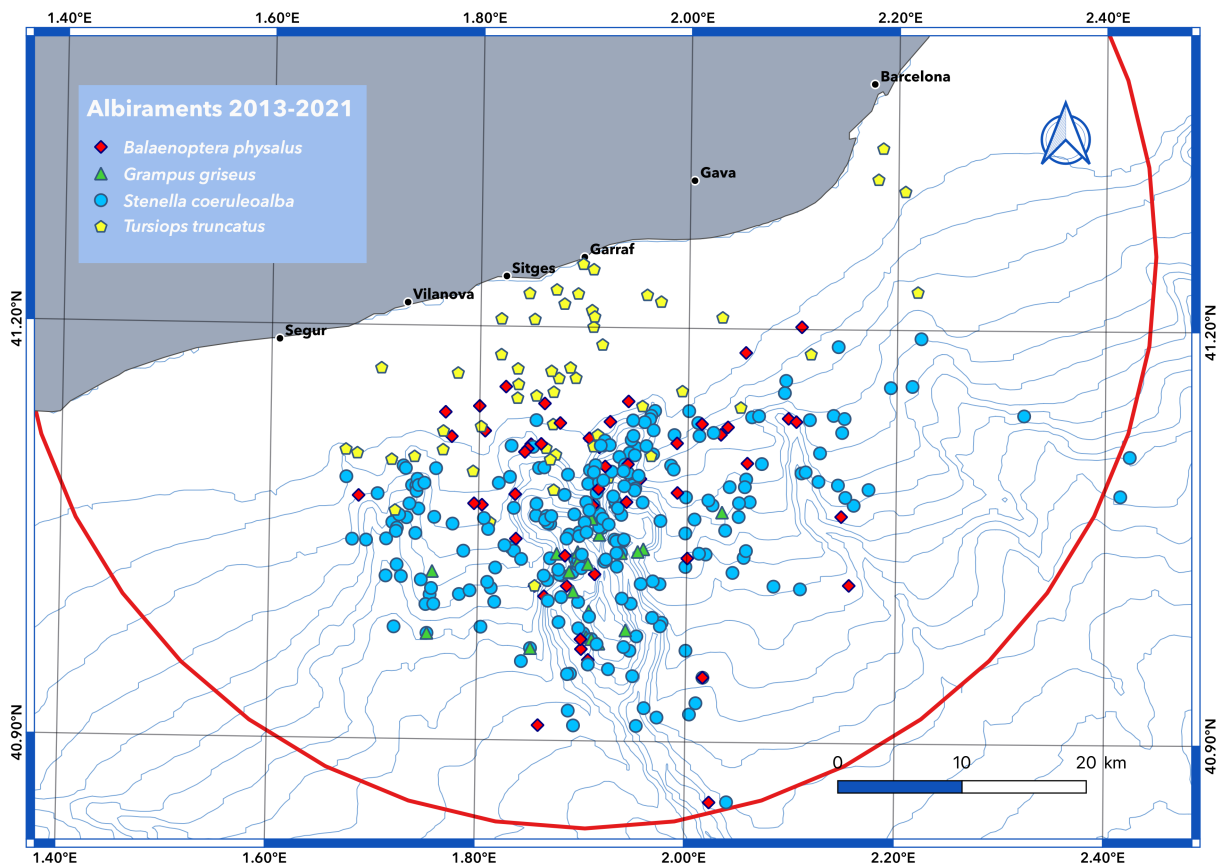 1.40°E 1.60°E 1.80°E 2.00°E 2.20°E 2.40°E
Barcelona
Albiraments 2013-2021
Balaenoptera physalus
Grampus griseus
Stenella coeruleoalba
Tursiops truncatus
Gava
Garraf
Sitges
Vilanova
Segur
41.20°N 41.20°N
40.90°N 40.90°N
0 10 20 km
1.40°E 1.60°E 1.80°E 2.00°E 2.20°E 2.40°E